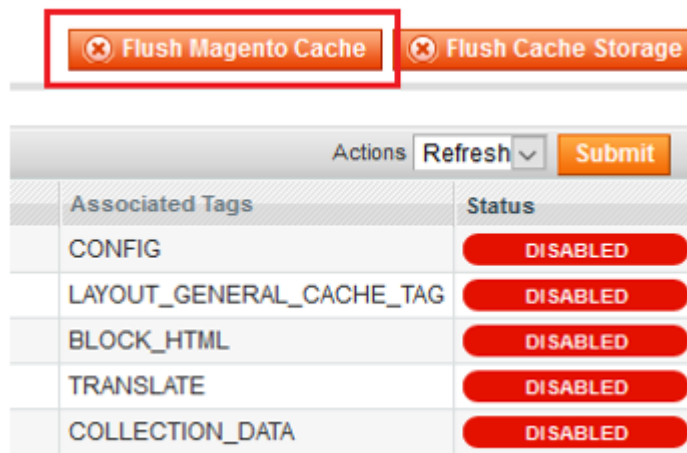 Flush Magento Cache Flush Cache Storage
Actions Refresh Submit
Associated Tags Status
CONFIG DISABLED
LAYOUT_GENERAL_CACHE_TAG DISABLED
BLOCK_HTML DISABLED
TRANSLATE DISABLED
COLLECTION_DATA DISABLED